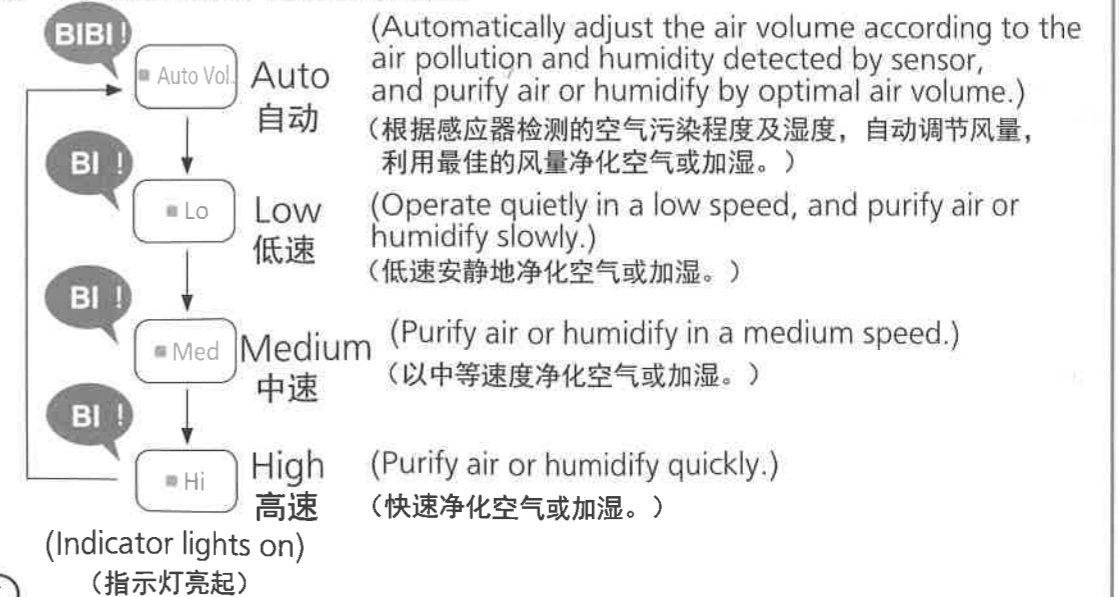 BIBI!
Auto Vol.
Auto
自动
(Automatically adjust the air volume according to the
air pollution and humidity detected by sensor,
and purify air or humidify by optimal air volume.)
（根据感应器检测的空气污染程度及湿度，自动调节风量，
利用最佳的风量净化空气或加湿。）
BI !
Lo
Low
低速
(Operate quietly in a low speed, and purify air or
humidify slowly.)
（低速安静地净化空气或加湿。）
BI !
Med
Medium
中速
(Purify air or humidify in a medium speed.)
（以中等速度净化空气或加湿。）
BI !
Hi
High
高速
(Purify air or humidify quickly.)
（快速净化空气或加湿。）
(Indicator lights on)
（指示灯亮起）